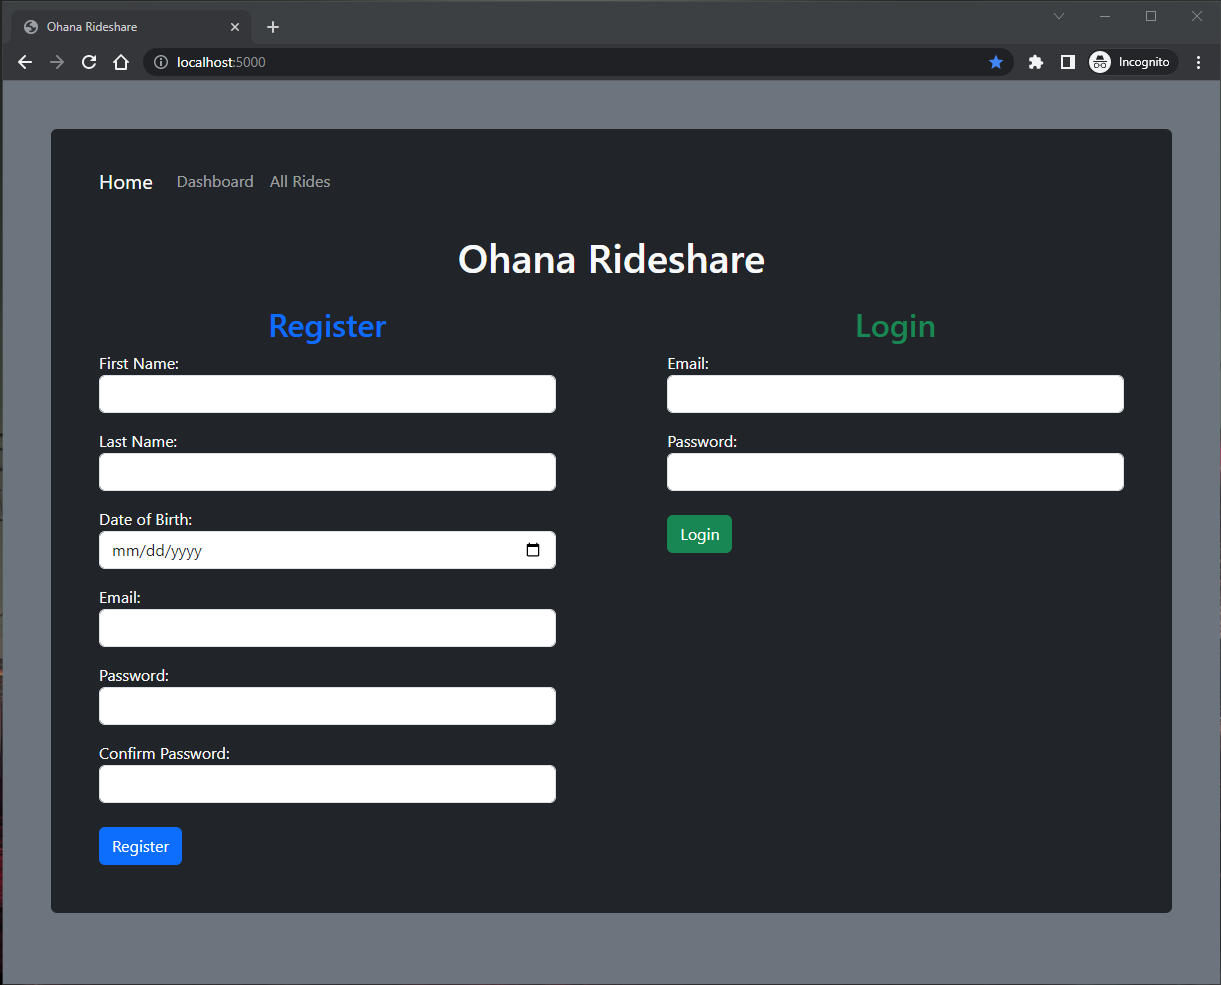 Ohana Rideshare
localhost:5000
Incognito
Home Dashboard All Rides
Ohana Rideshare
Register
First Name:
Last Name:
Date of Birth:
mm/dd/yyyy
Email:
Password:
Confirm Password:
Register
Login
Email:
Password:
Login